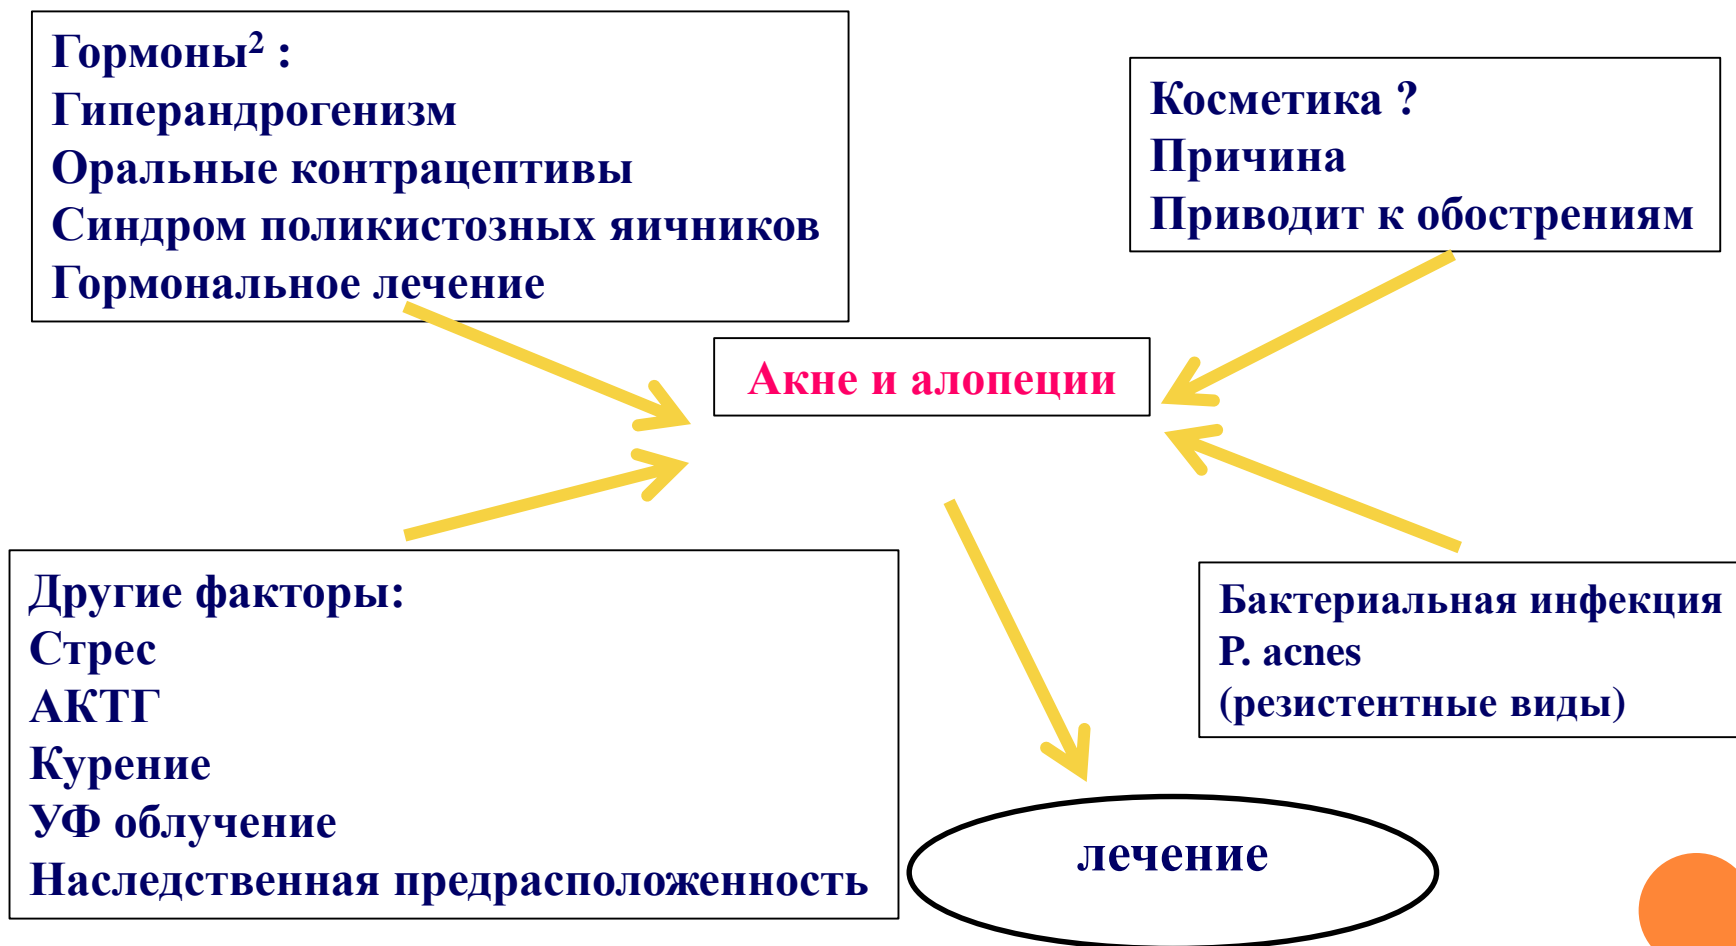 Гормоны² :
Гиперандрогенизм
Оральные контрацептивы
Синдром поликистозных яичников
Гормональное лечение
Косметика ?
Причина
Приводит к обострениям
Акне и алопеции
Другие факторы:
Стрес
АКТГ
Курение
УФ облучение
Наследственная предрасположенность
Бактериальная инфекция
P. acnes
(резистентные виды)
лечение